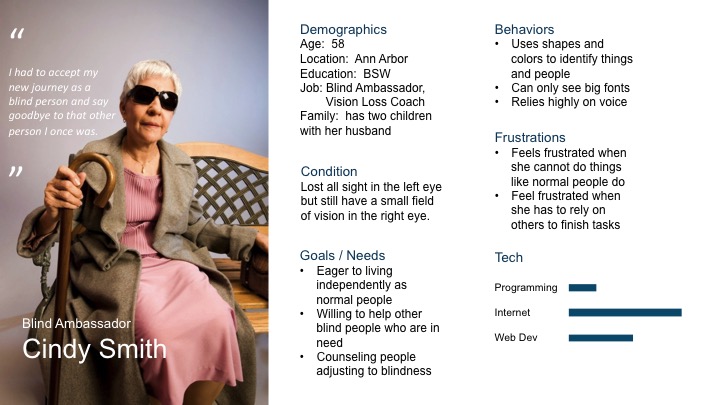 “
I had to accept my
new journey as a
blind person and say
goodbye to that other
person I once was.
”
Blind Ambassador
Cindy Smith
Demographics
Age: 58
Location: Ann Arbor
Education: BSW
Job: Blind Ambassador,
Vision Loss Coach
Family: has two children
with her husband
Condition
Lost all sight in the left eye
but still have a small field
of vision in the right eye.
Goals / Needs
• Eager to living
independently as
normal people
• Willing to help other
blind people who are in
need
• Counseling people
adjusting to blindness
Behaviors
• Uses shapes and
colors to identify things
and people
• Can only see big fonts
• Relies highly on voice
Frustrations
• Feels frustrated when
she cannot do things
like normal people do
• Feel frustrated when
she has to rely on
others to finish tasks
Tech
Programming
Internet
Web Dev